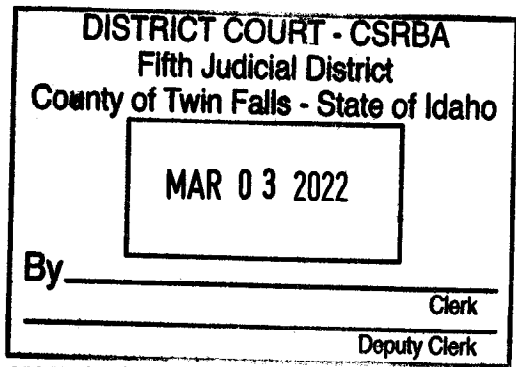 DISTRICT COURT - CSRBA
Fifth Judicial District
County of Twin Falls - State of Idaho
MAR 03 2022
By
Clerk
Deputy Clerk